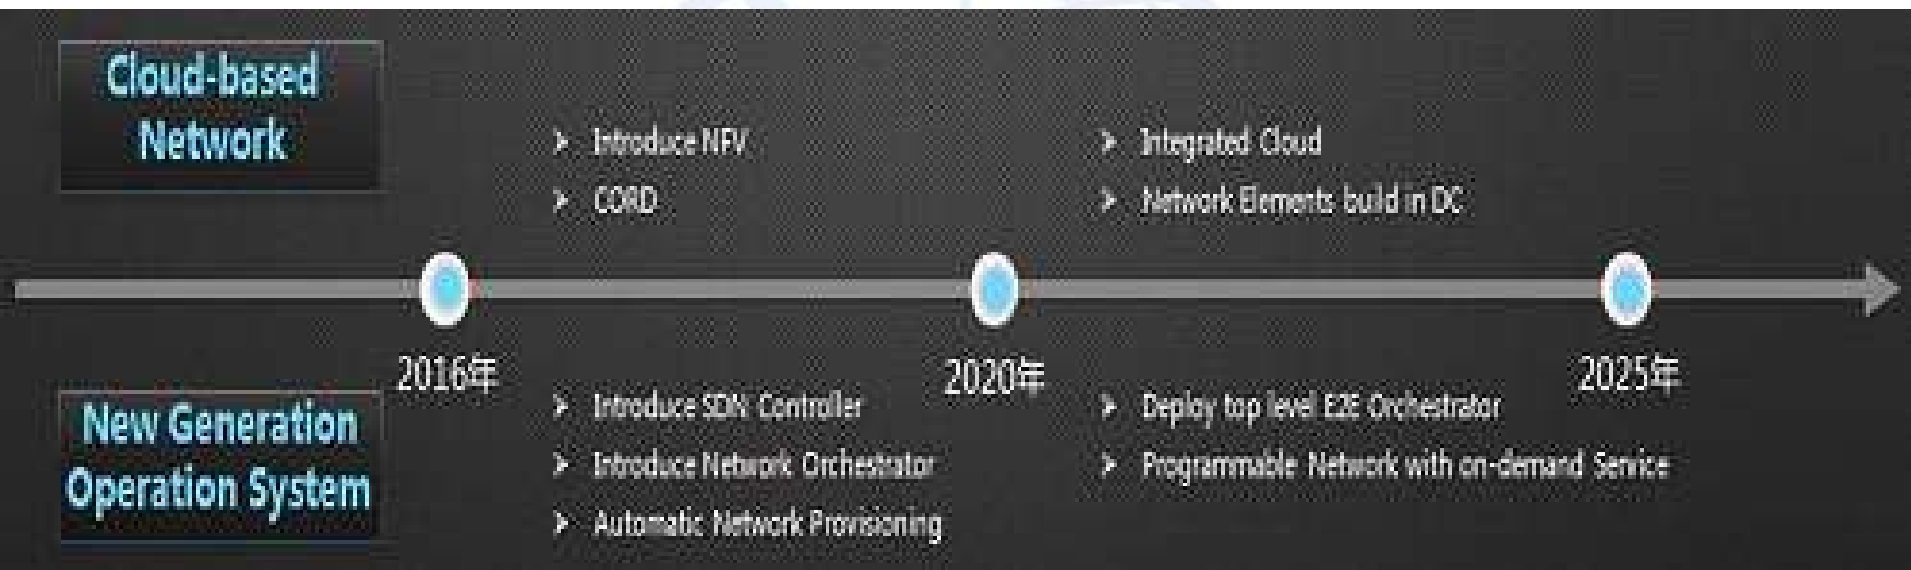 Cloud-based
Network
➢ Introduce NFV
➢ CORD
➢ Integrated Cloud
➢ Network Elements build in DC
2016年
2020年
2025年
New Generation
Operation System
➢ Introduce SDN Controller
➢ Introduce Network Orchestrator
➢ Automatic Network Provisioning
➢ Deploy top level E2E Orchestrator
➢ Programmable Network with on-demand Service